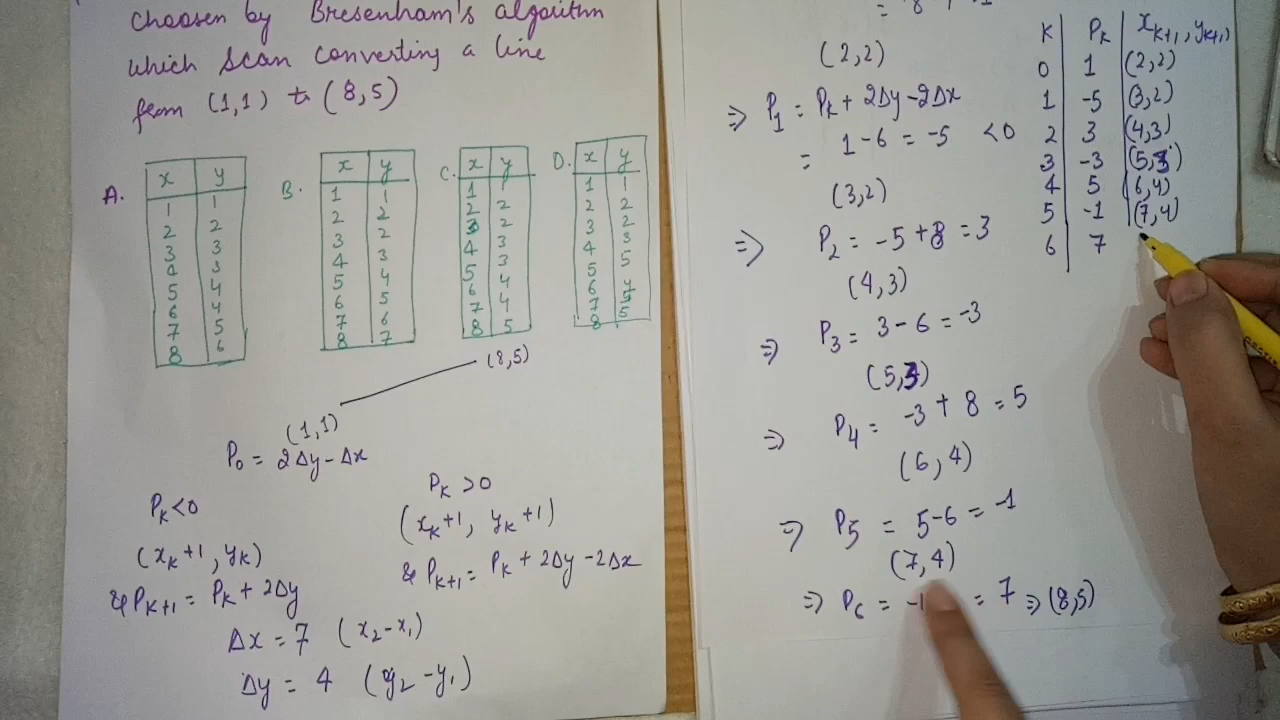 choosen by Bresenham's algorithm
which scan converting a line
from (1,1) to (8,5)
A.
x y
1 1
2 2
3 3
4 3
5 4
6 4
7 5
8 6
B.
x y
1 1
2 2
3 2
4 3
5 4
6 5
7 6
8 7
C.
x y
1 1
2 2
3 2
4 3
5 3
6 4
7 4
8 5
D.
x y
1 1
2 2
3 2
4 3
5 5
6 4
7 5
8 5
(8,5)
(1,1)
P0 = 2Δy-Δx
Pk<0
(xk+1, yk)
& Pk+1 = Pk + 2Δy
Pk >0
(xk+1, yk+1)
& Pk+1 = Pk + 2Δy - 2Δx
Δx = 7 (x2-x1)
Δy = 4 (y2-y1)
(2,2)
⇒ P1 = Pk + 2Δy-2Δx
= 1-6 = -5 <0
(3,2)
⇒ P2 = -5 +8 = 3
(4,3)
⇒ P3 = 3-6 = -3
(5,3)
⇒ P4 = -3 + 8 = 5
(6,4)
⇒ P5 = 5-6 = -1
(7,4)
⇒ P6 = = 7 ⇒ (8,5)
K Pk xk+1, yk+1)
0 1 (2,2)
1 -5 (3,2)
2 3 (4,3)
3 -3 (5,3)
4 5 (6,4)
5 -1 (7,4)
6 7